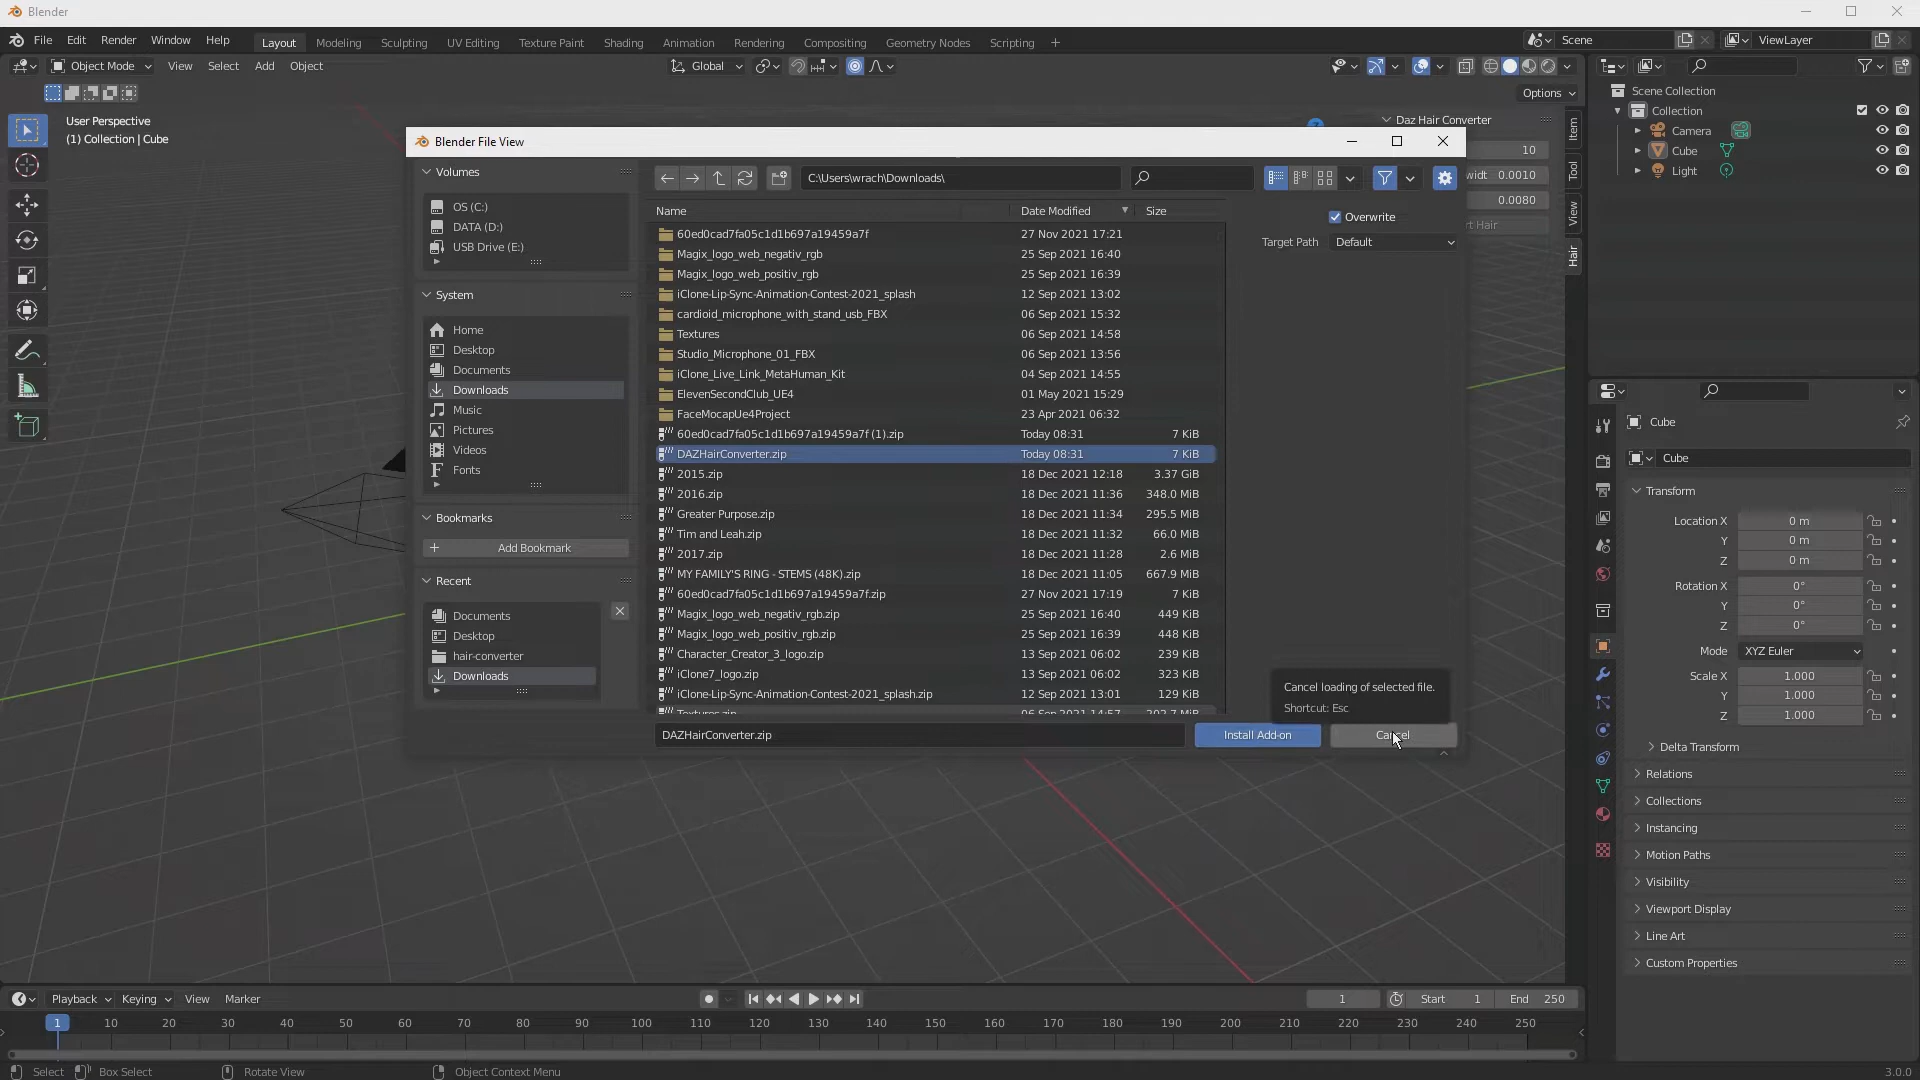 Blender
File Edit Render Window Help Layout Modeling Sculpting UV Editing Texture Paint Shading Animation Rendering Compositing Geometry Nodes Scripting + Scene ViewLayer
Object Mode View Select Add Object Global
Options
User Perspective
(1) Collection | Cube
Scene Collection
Collection
Camera
Cube
Light
Daz Hair Converter
10
0.0010
0.0080
Item
Tool
View
Hair
Blender File View
Volumes
OS (C:)
DATA (D:)
USB Drive (E:)
System
Home
Desktop
Documents
Downloads
Music
Pictures
Videos
Fonts
Bookmarks
Add Bookmark
Recent
Documents
Desktop
hair-converter
Downloads
C:\Users\wrach\Downloads\
Name Date Modified Size
60ed0cad7fa05c1d1b697a19459a7f 27 Nov 2021 17:21
Magix_logo_web_negativ_rgb 25 Sep 2021 16:40
Magix_logo_web_positiv_rgb 25 Sep 2021 16:39
iClone-Lip-Sync-Animation-Contest-2021_splash 12 Sep 2021 13:02
cardioid_microphone_with_stand_usb_FBX 06 Sep 2021 15:32
Textures 06 Sep 2021 14:58
Studio_Microphone_01_FBX 06 Sep 2021 13:56
iClone_Live_Link_MetaHuman_Kit 04 Sep 2021 14:55
ElevenSecondClub_UE4 01 May 2021 15:29
FaceMocapUe4Project 23 Apr 2021 06:32
60ed0cad7fa05c1d1b697a19459a7f (1).zip Today 08:31 7 KiB
DAZHairConverter.zip Today 08:31 7 KiB
2015.zip 18 Dec 2021 12:18 3.37 GiB
2016.zip 18 Dec 2021 11:36 348.0 MiB
Greater Purpose.zip 18 Dec 2021 11:34 295.5 MiB
Tim and Leah.zip 18 Dec 2021 11:32 66.0 MiB
2017.zip 18 Dec 2021 11:28 2.6 MiB
MY FAMILY'S RING - STEMS (48K).zip 18 Dec 2021 11:05 667.9 MiB
60ed0cad7fa05c1d1b697a19459a7f.zip 27 Nov 2021 17:19 7 KiB
Magix_logo_web_negativ_rgb.zip 25 Sep 2021 16:40 449 KiB
Magix_logo_web_positiv_rgb.zip 25 Sep 2021 16:39 448 KiB
Character_Creator_3_logo.zip 13 Sep 2021 06:02 239 KiB
iClone7_logo.zip 13 Sep 2021 06:02 323 KiB
iClone-Lip-Sync-Animation-Contest-2021_splash.zip 12 Sep 2021 13:01 129 KiB
Textures.zip 06 Sep 2021 14:57
Overwrite
Target Path Default
Cancel loading of selected file.
Shortcut: Esc
DAZHairConverter.zip Install Add-on Cancel
Cube
Cube
Transform
Location X 0 m
Y 0 m
Z 0 m
Rotation X 0°
Y 0°
Z 0°
Mode XYZ Euler
Scale X 1.000
Y 1.000
Z 1.000
Delta Transform
Relations
Collections
Instancing
Motion Paths
Visibility
Viewport Display
Line Art
Custom Properties
Playback Keying View Marker 1 Start 1 End 250
1 10 20 30 40 50 60 70 80 90 100 110 120 130 140 150 160 170 180 190 200 210 220 230 240 250
Select Box Select Rotate View Object Context Menu 3.0.0